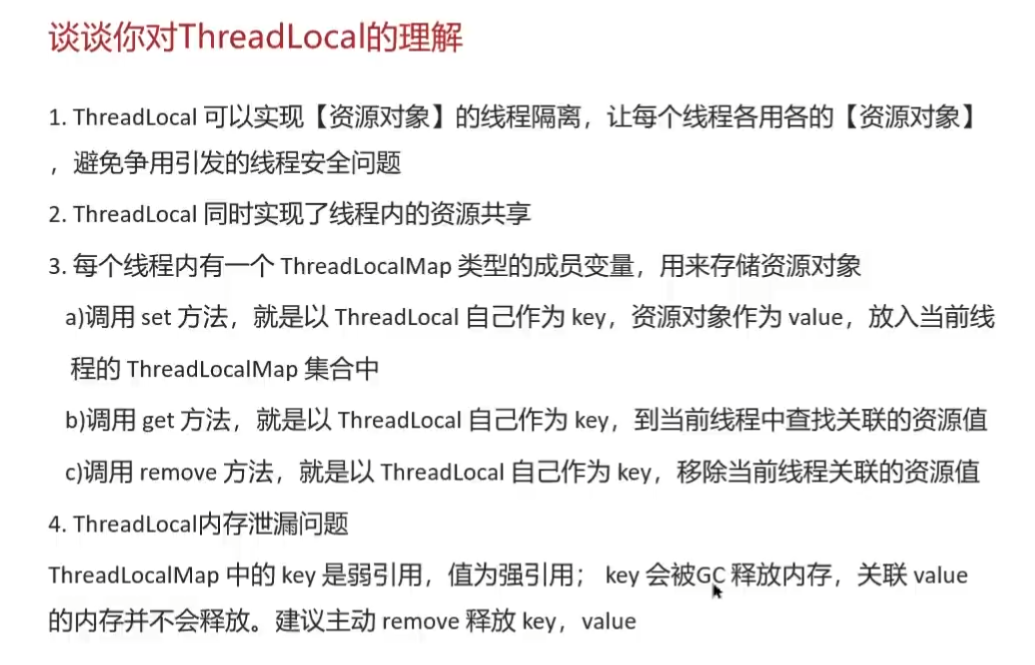 谈谈你对ThreadLocal的理解
1. ThreadLocal 可以实现【资源对象】的线程隔离，让每个线程各用各的【资源对象】
，避免争用引发的线程安全问题
2. ThreadLocal 同时实现了线程内的资源共享
3. 每个线程内有一个 ThreadLocalMap 类型的成员变量，用来存储资源对象
a)调用 set 方法，就是以 ThreadLocal 自己作为 key，资源对象作为 value，放入当前线
程的 ThreadLocalMap 集合中
b)调用 get 方法，就是以 ThreadLocal 自己作为 key，到当前线程中查找关联的资源值
c)调用 remove 方法，就是以 ThreadLocal 自己作为 key，移除当前线程关联的资源值
4. ThreadLocal内存泄漏问题
ThreadLocalMap 中的 key 是弱引用，值为强引用； key 会被GC 释放内存，关联 value
的内存并不会释放。建议主动 remove 释放 key，value